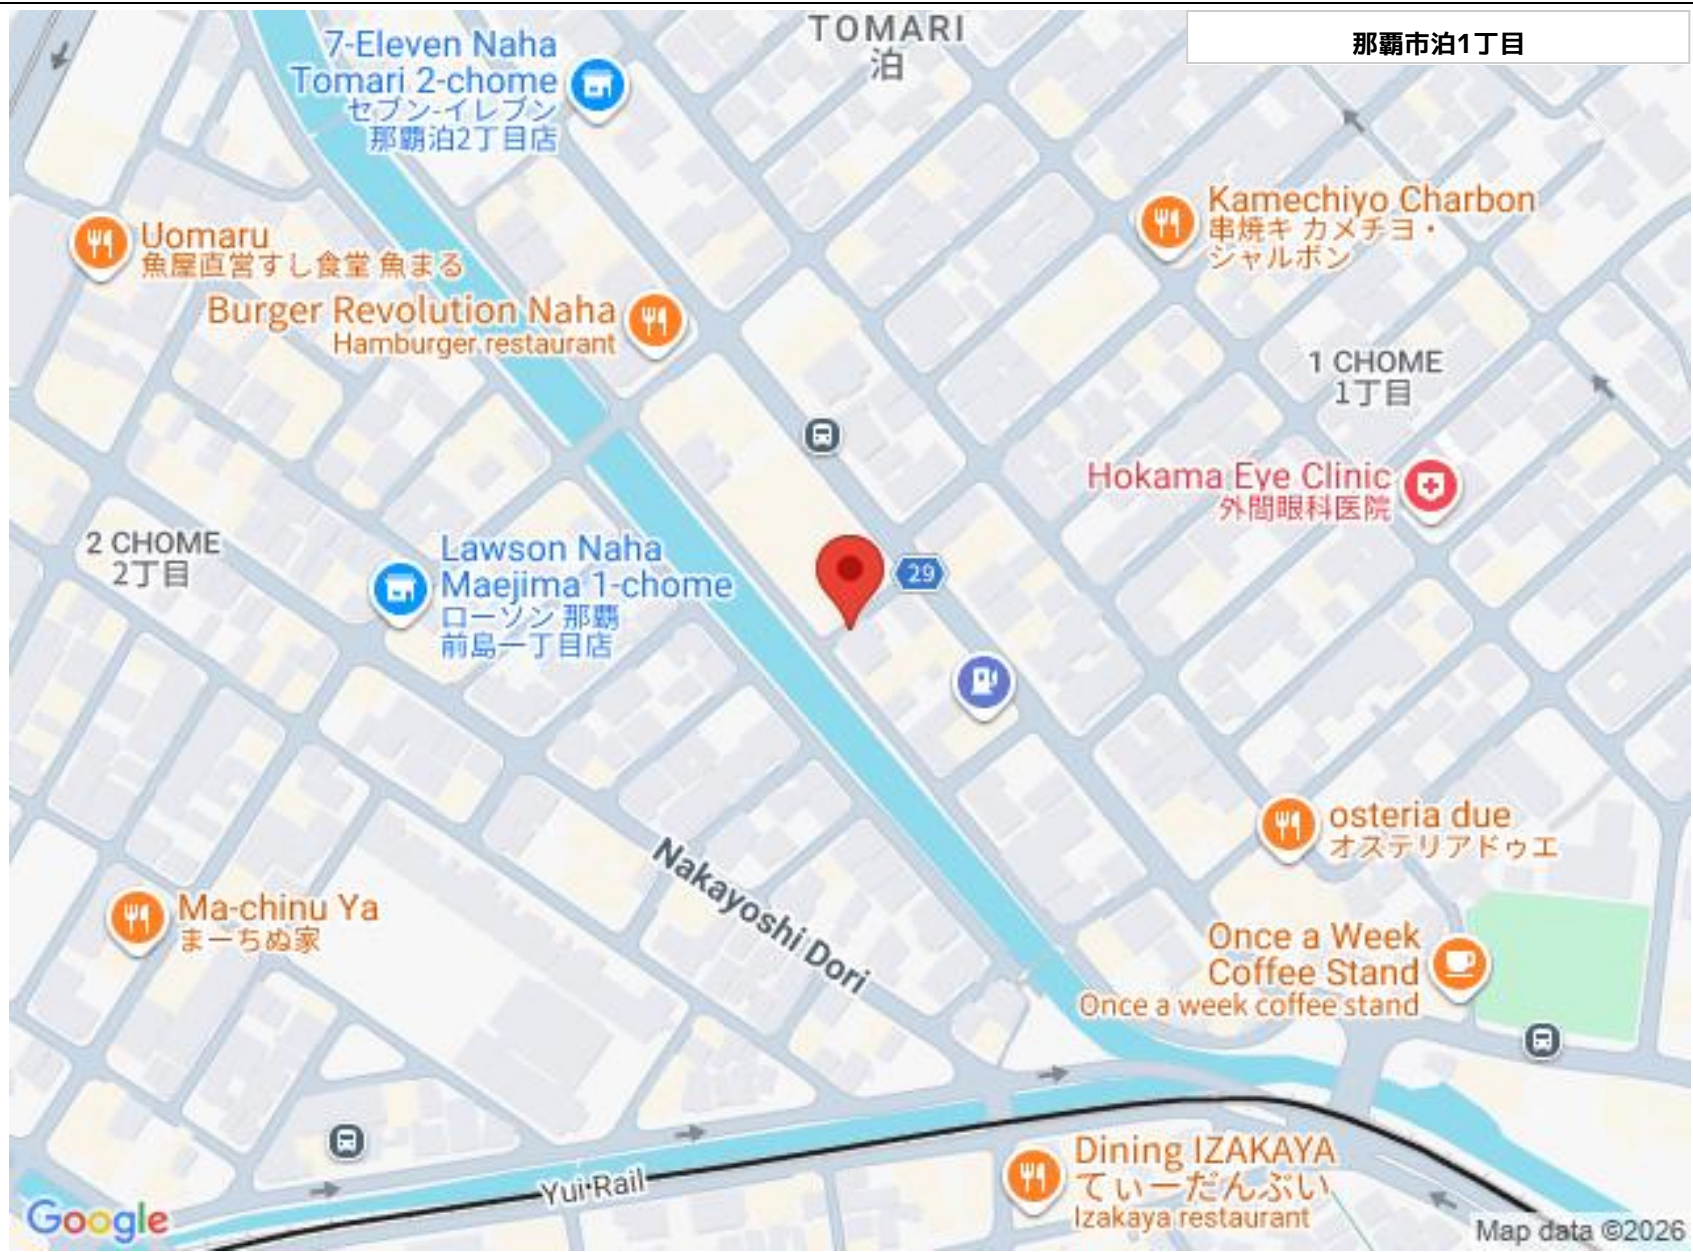 TOMARI
泊
那覇市泊1丁目
7-Eleven Naha
Tomari 2-chome
セブン-イレブン
那覇泊2丁目店
Kamechiyo Charbon
串焼キ カメチヨ・
シャルボン
Uomaru
魚屋直営すし食堂 魚まる
Burger Revolution Naha
Hamburger restaurant
1 CHOME
1丁目
Hokama Eye Clinic
外間眼科医院
2 CHOME
2丁目
Lawson Naha
Maejima 1-chome
ローソン 那覇
前島一丁目店
29
osteria due
オステリアドゥエ
Nakayoshi Dori
Ma-chinu Ya
まーちぬ家
Once a Week
Coffee Stand
Once a week coffee stand
Dining IZAKAYA
てぃーだんぶい
Izakaya restaurant
Yui Rail
Google
Map data ©2026